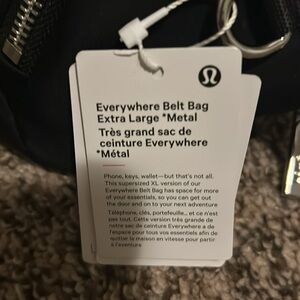 Everywhere Belt Bag
Extra Large *Metal
Très grand sac de
ceinture Everywhere
*Métal
Phone, keys, wallet—but that's not all.
This supersized XL version of our
Everywhere Belt Bag has space for more
of your essentials, so you can get out
the door and on to your next adventure
Téléphone, clés, portefeuille... et ce n'est
pas tout. Cette version très grande de
notre sac de ceinture Everywhere a de
l'espace pour tous vos essentiels afin de
quitter la maison en vitesse pour partir
à l'aventure